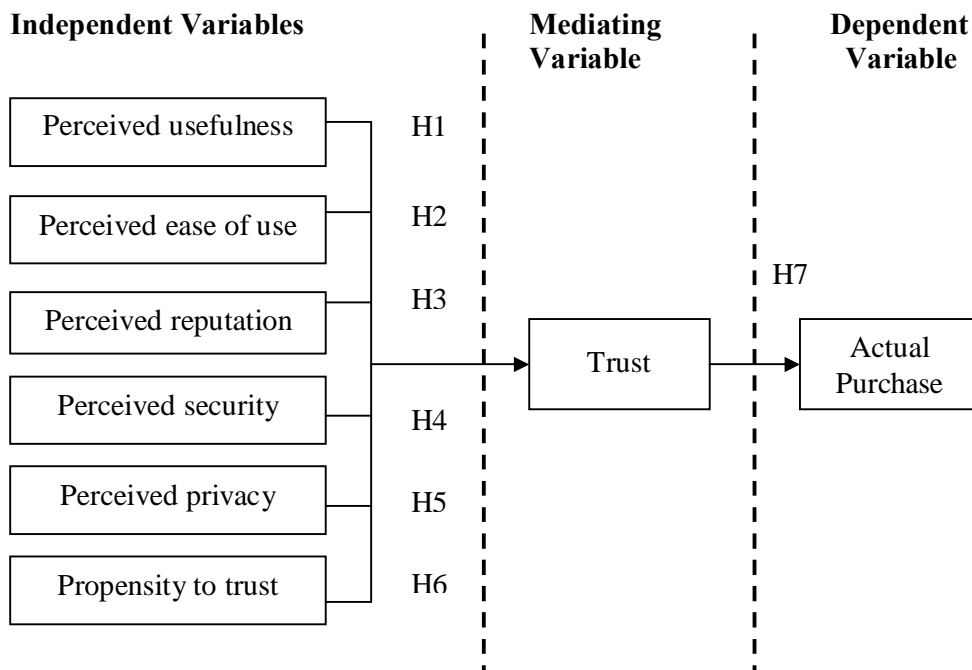 Independent Variables
Mediating
Variable
Dependent
Variable
Perceived usefulness
H1
Perceived ease of use
H2
Perceived reputation
H3
H7
Trust
Actual
Purchase
Perceived security
H4
Perceived privacy
H5
Propensity to trust
H6